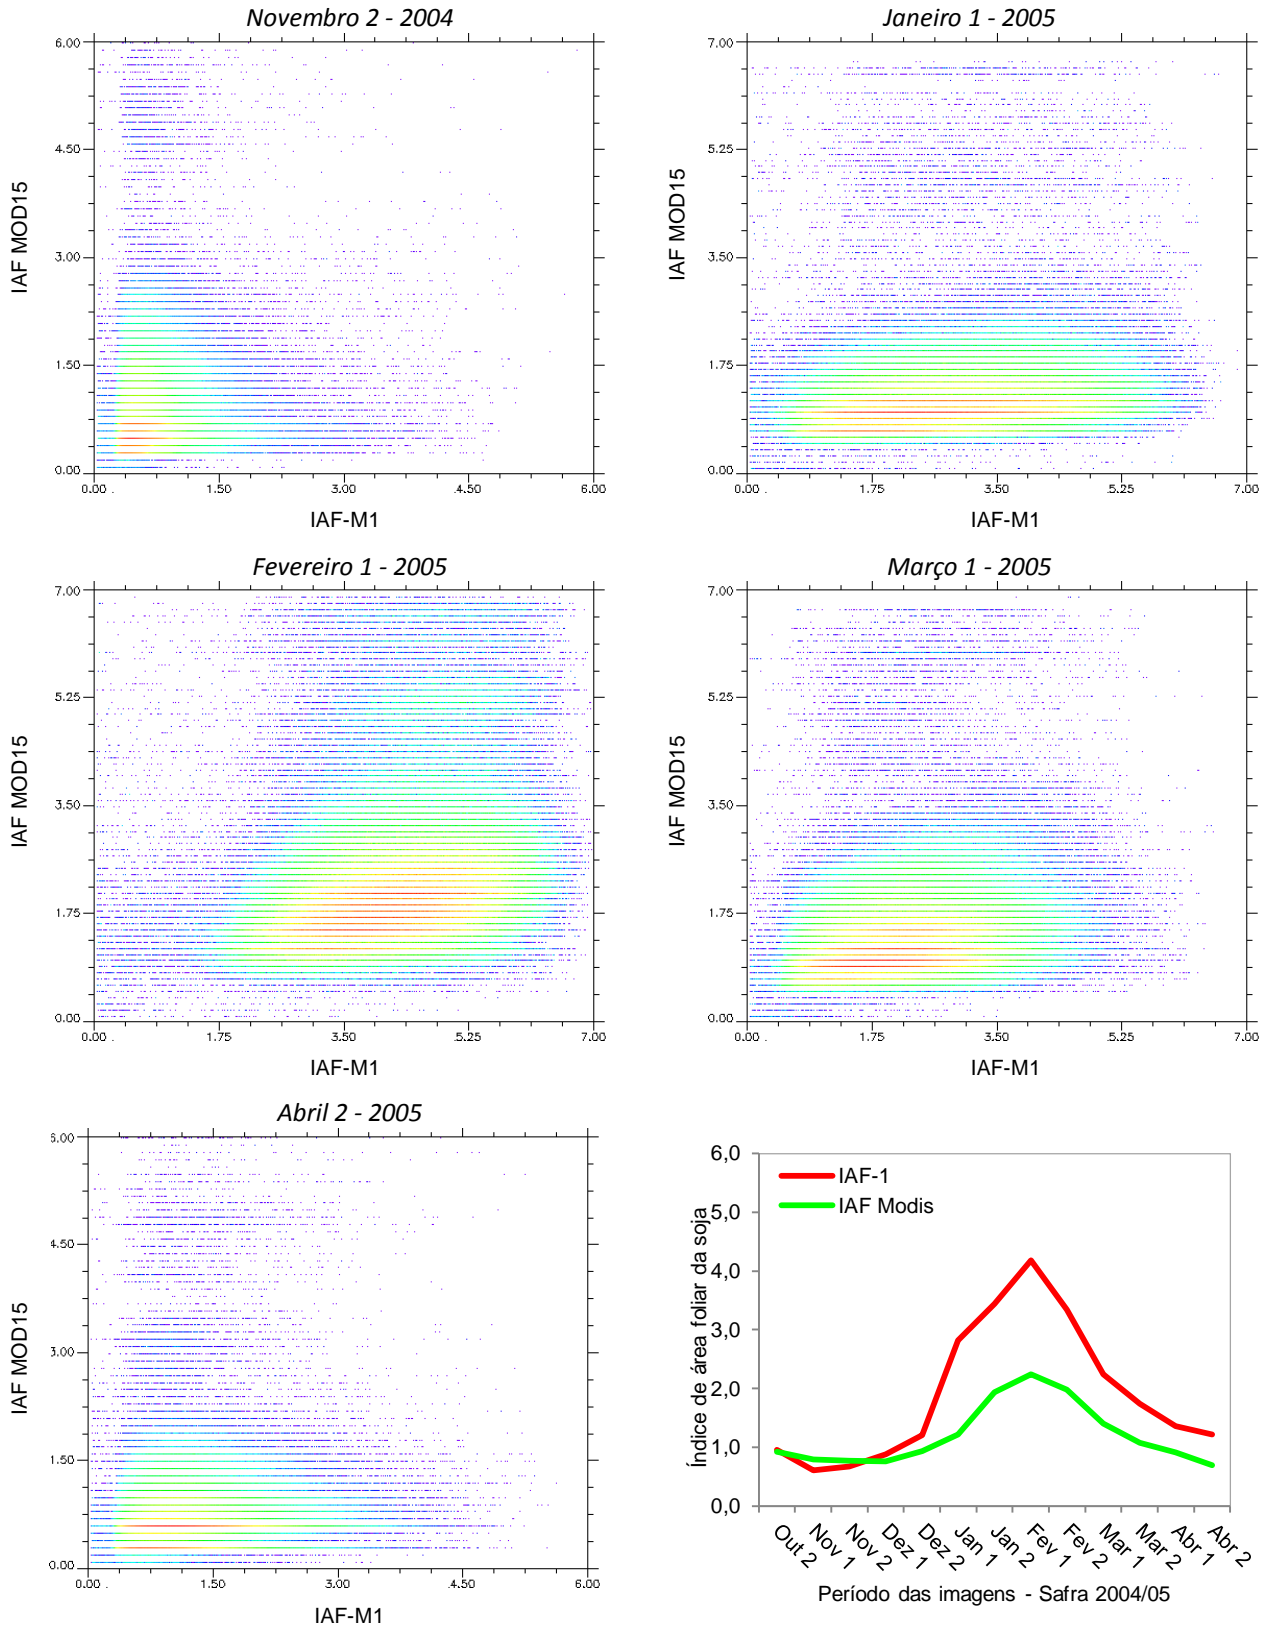 Novembro 2 - 2004
6.00
4.50
3.00
1.50
0.00
IAF MOD15
0.00 .
1.50
3.00
4.50
6.00
IAF-M1
Janeiro 1 - 2005
7.00
5.25
3.50
1.75
0.00
IAF MOD15
0.00 .
1.75
3.50
5.25
7.00
IAF-M1
Fevereiro 1 - 2005
7.00
5.25
3.50
1.75
0.00
IAF MOD15
0.00 .
1.75
3.50
5.25
7.00
IAF-M1
Março 1 - 2005
7.00
5.25
3.50
1.75
0.00
IAF MOD15
0.00 .
1.75
3.50
5.25
7.00
IAF-M1
Abril 2 - 2005
6.00
4.50
3.00
1.50
0.00
IAF MOD15
0.00 .
1.50
3.00
4.50
6.00
IAF-M1
6,0
5,0
4,0
3,0
2,0
1,0
0,0
Índice de área foliar da soja
IAF-1
IAF Modis
Out 2
Nov 1
Nov 2
Dez 1
Dez 2
Jan 1
Jan 2
Fev 1
Fev 2
Mar 1
Mar 2
Abr 1
Abr 2
Período das imagens - Safra 2004/05